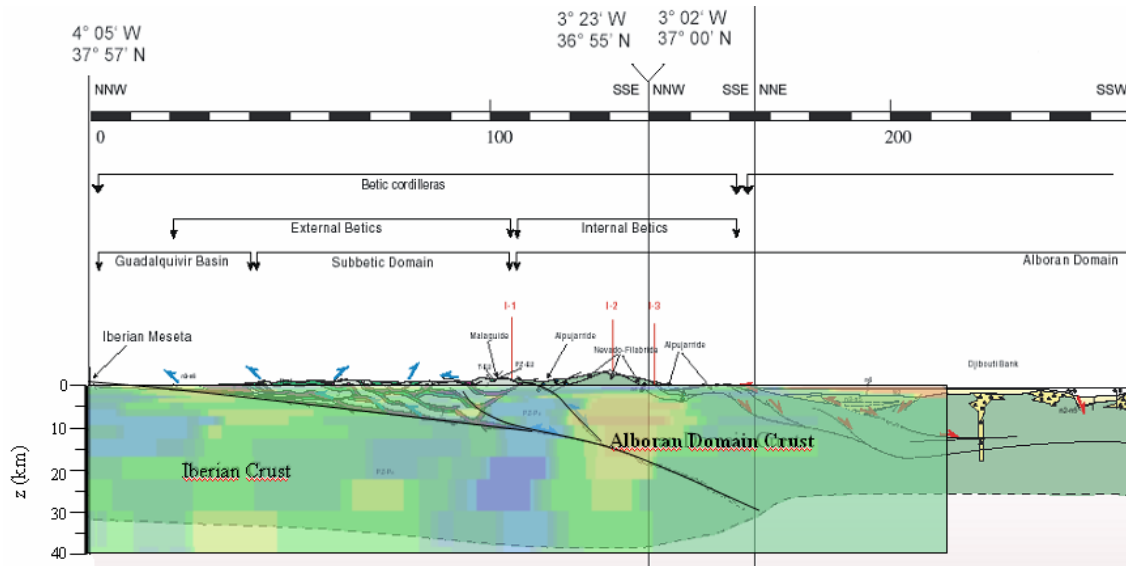 4° 05' W
37° 57' N
3° 23' W
36° 55' N
3° 02' W
37° 00' N
NNW SSE NNW SSE NNE SSW
0 100 200
Betic cordilleras
External Betics Internal Betics
Guadalquivir Basin Subbetic Domain Alboran Domain
I-1 I-2 I-3
Iberian Meseta Malaguide Alpujarride Nevado-Filabride Alpujarride
Djibouti Bank
z (km)
0
10
20
30
40
Iberian Crust
Alboran Domain Crust